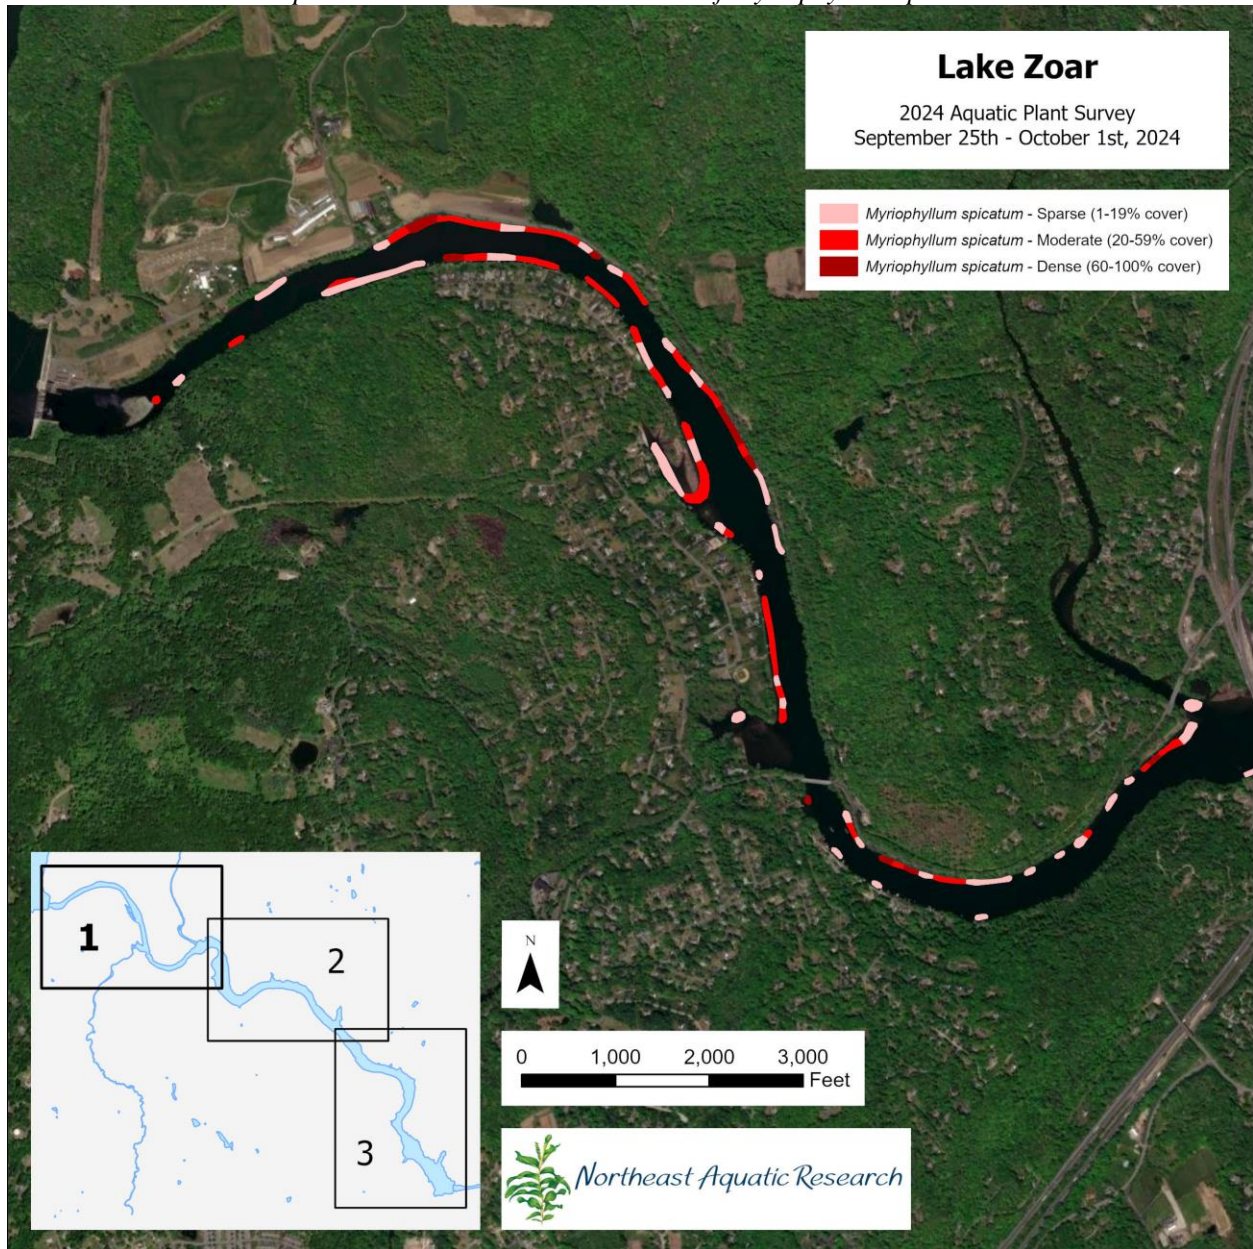 Lake Zoar
2024 Aquatic Plant Survey
September 25th - October 1st, 2024
Myriophyllum spicatum - Sparse (1-19% cover)
Myriophyllum spicatum - Moderate (20-59% cover)
Myriophyllum spicatum - Dense (60-100% cover)
1
2
3
N
0 1,000 2,000 3,000
Feet
Northeast Aquatic Research